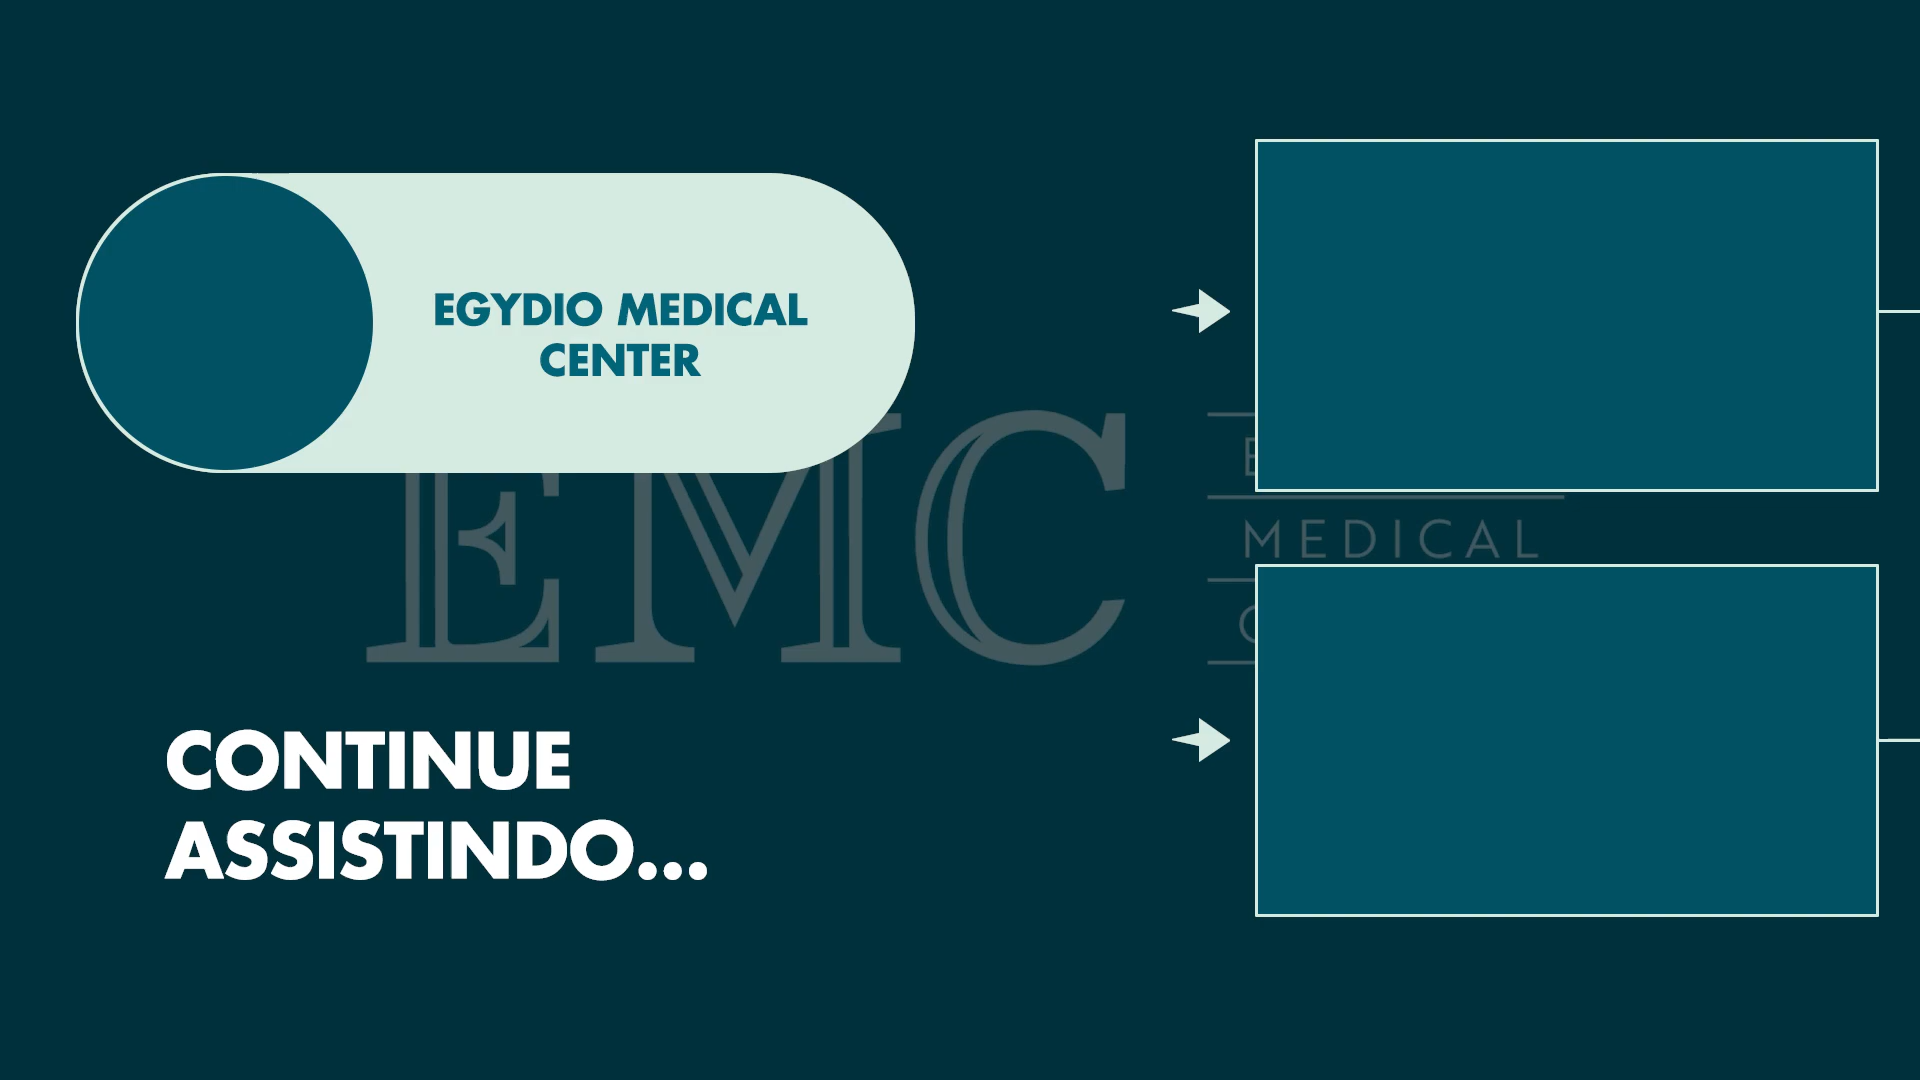 EGYDIO MEDICAL
CENTER
EMC
MEDICAL
CONTINUE
ASSISTINDO...